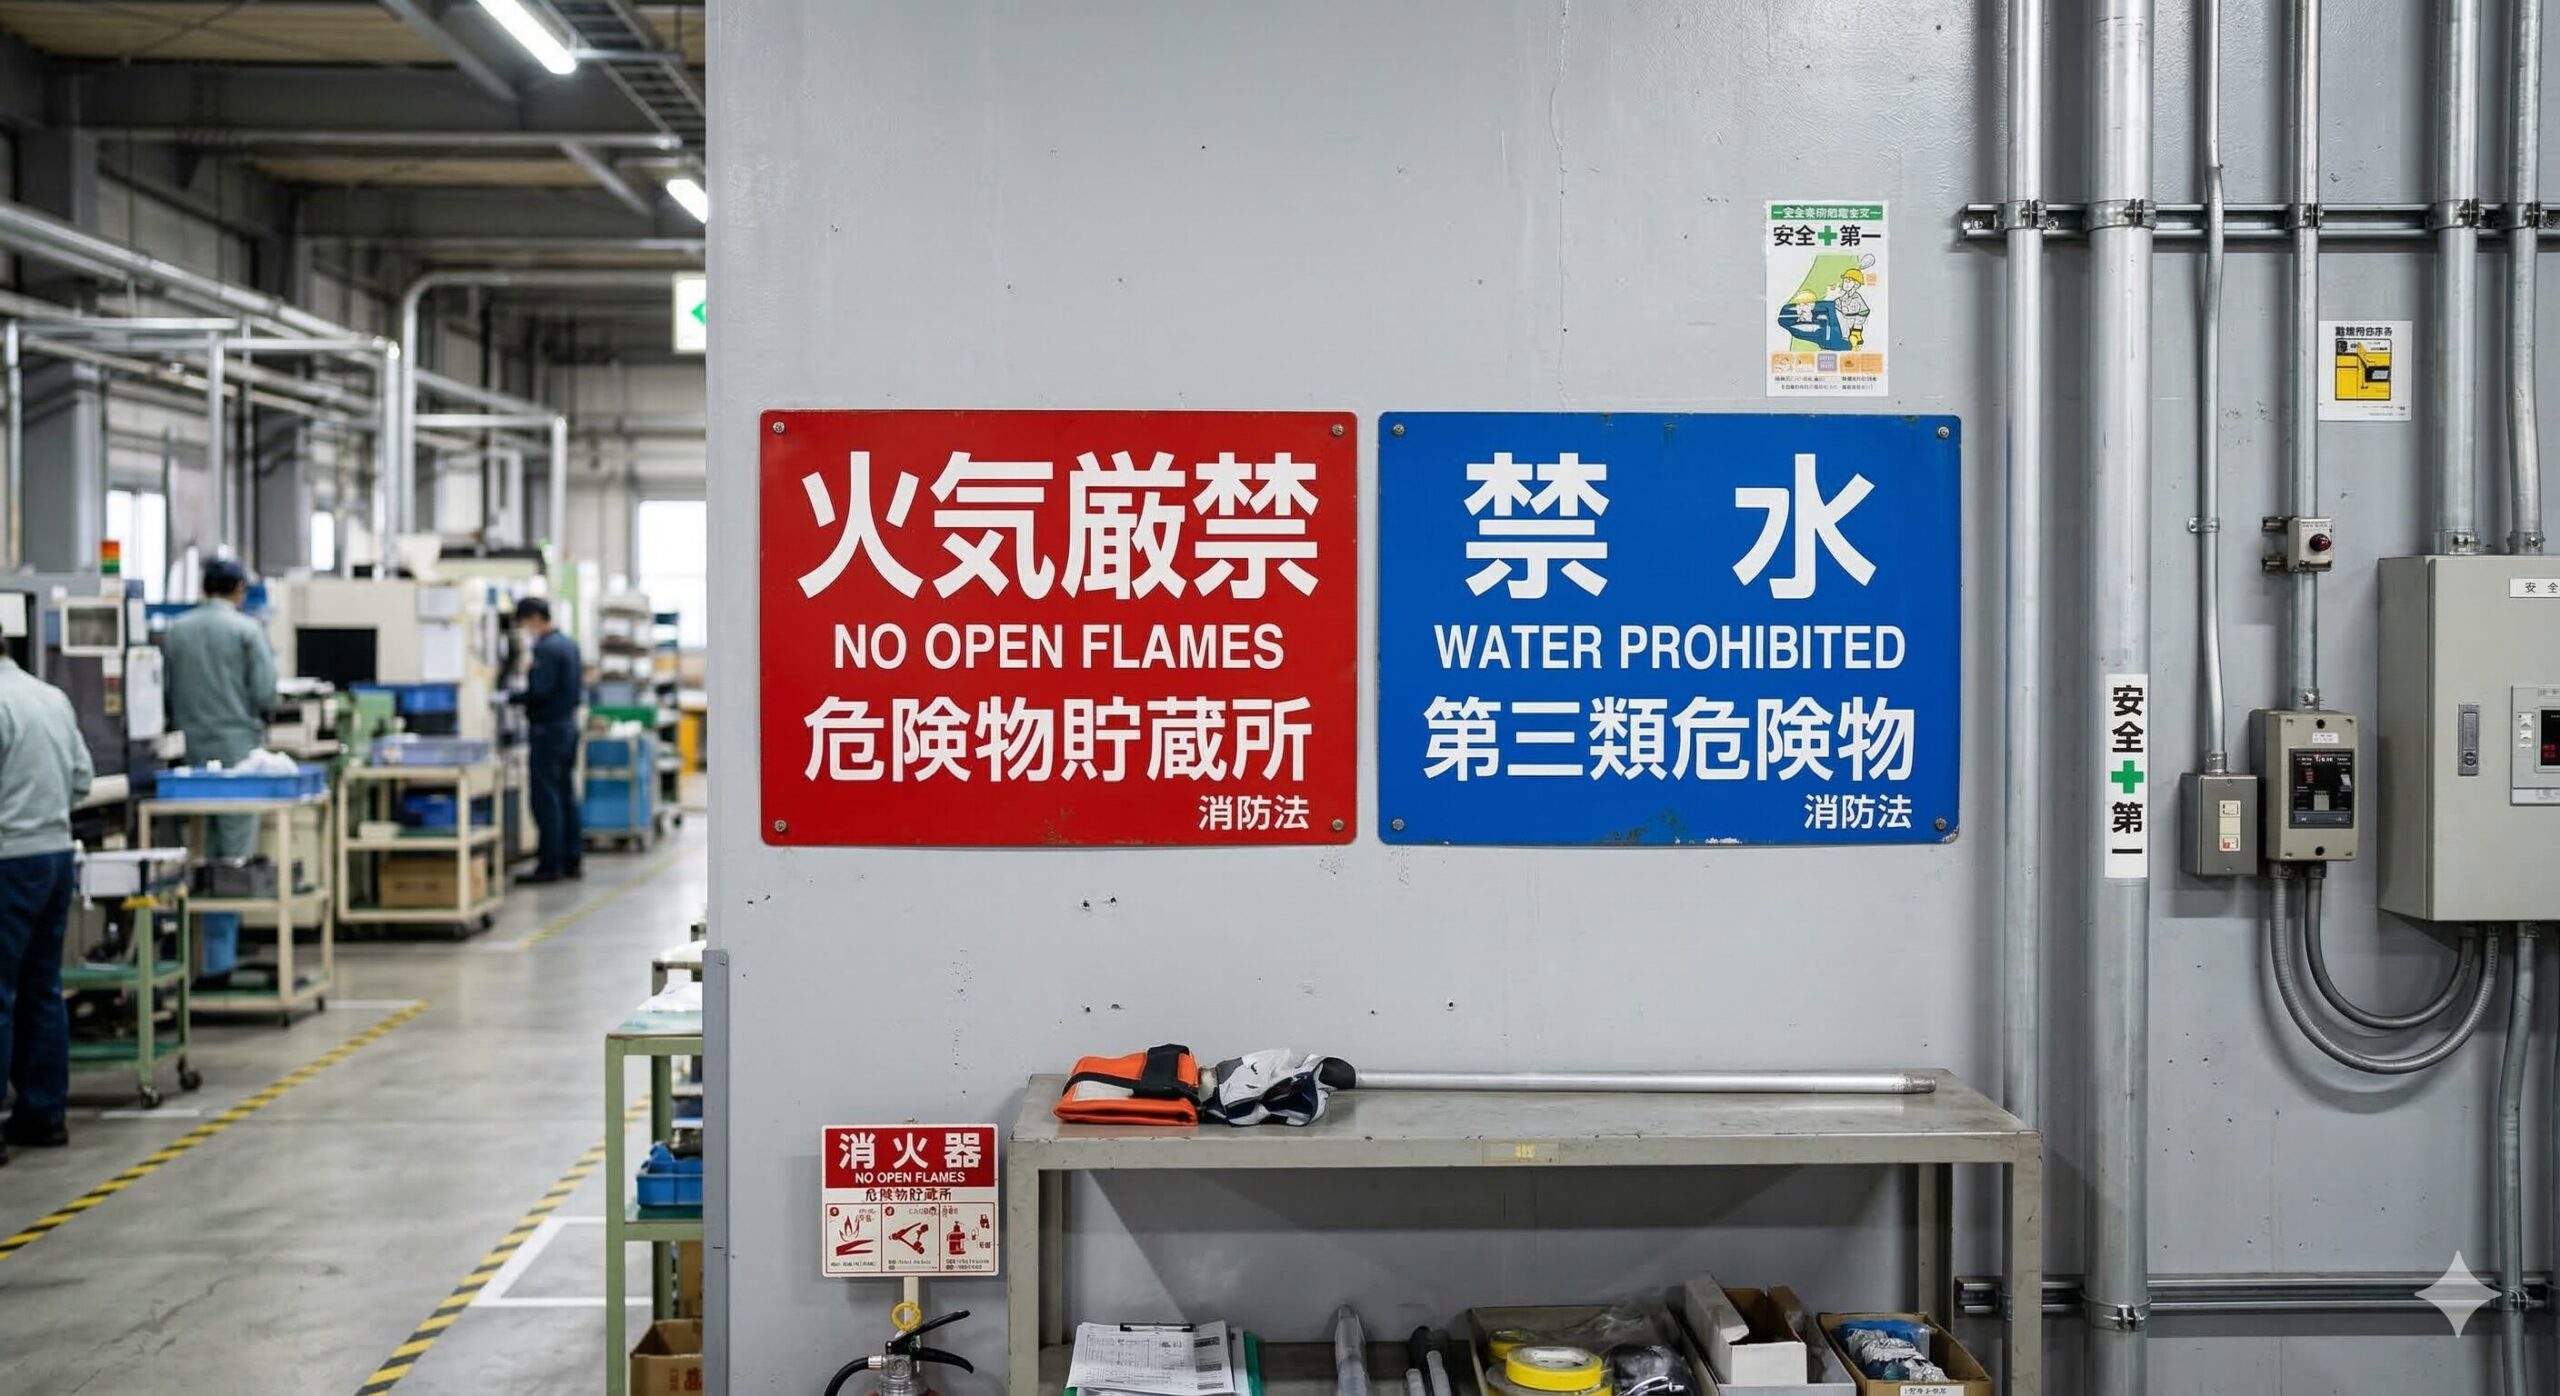 安全✚第一
火気厳禁
NO OPEN FLAMES
危険物貯蔵所
消防法
禁 水
WATER PROHIBITED
第三類危険物
消防法
安全
安全✚第一
消火器
NO OPEN FLAMES
危険物貯蔵所